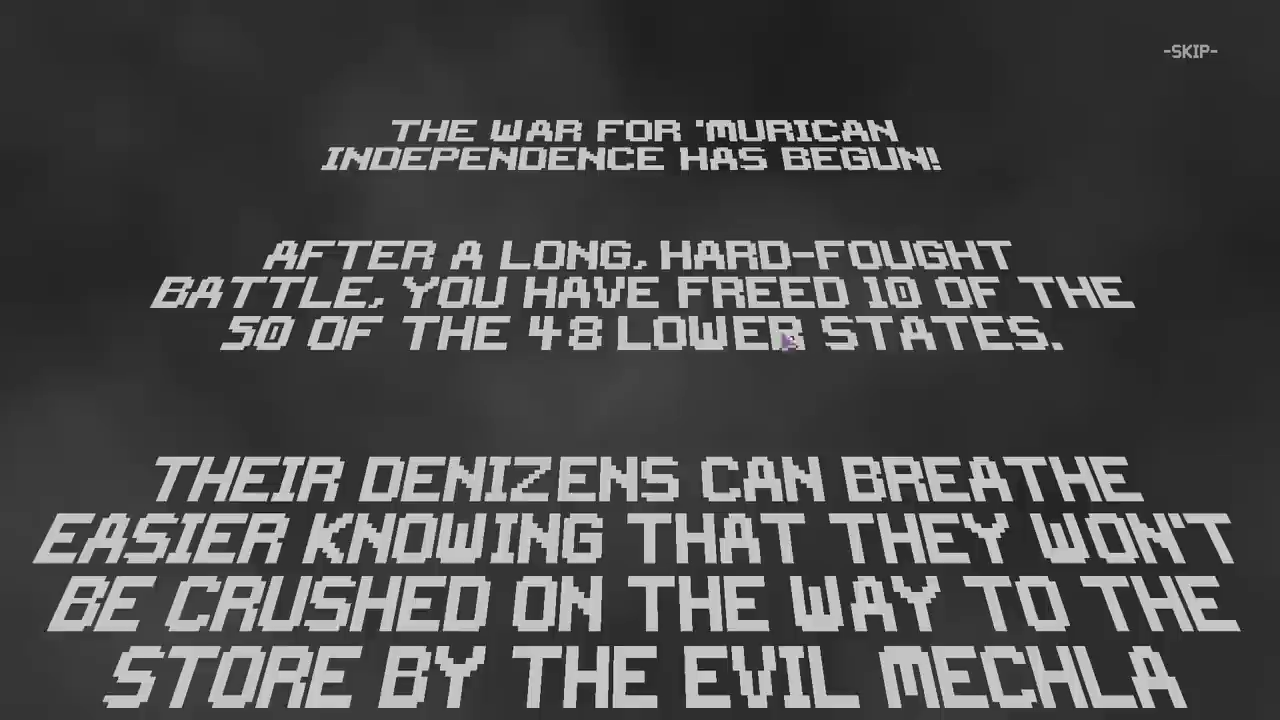 -SKIP-
THE WAR FOR 'MURICAN
INDEPENDENCE HAS BEGUN!
AFTER A LONG, HARD-FOUGHT
BATTLE, YOU HAVE FREED 10 OF THE
50 OF THE 48 LOWER STATES.
THEIR DENIZENS CAN BREATHE
EASIER KNOWING THAT THEY WON'T
BE CRUSHED ON THE WAY TO THE
STORE BY THE EVIL MECHLA